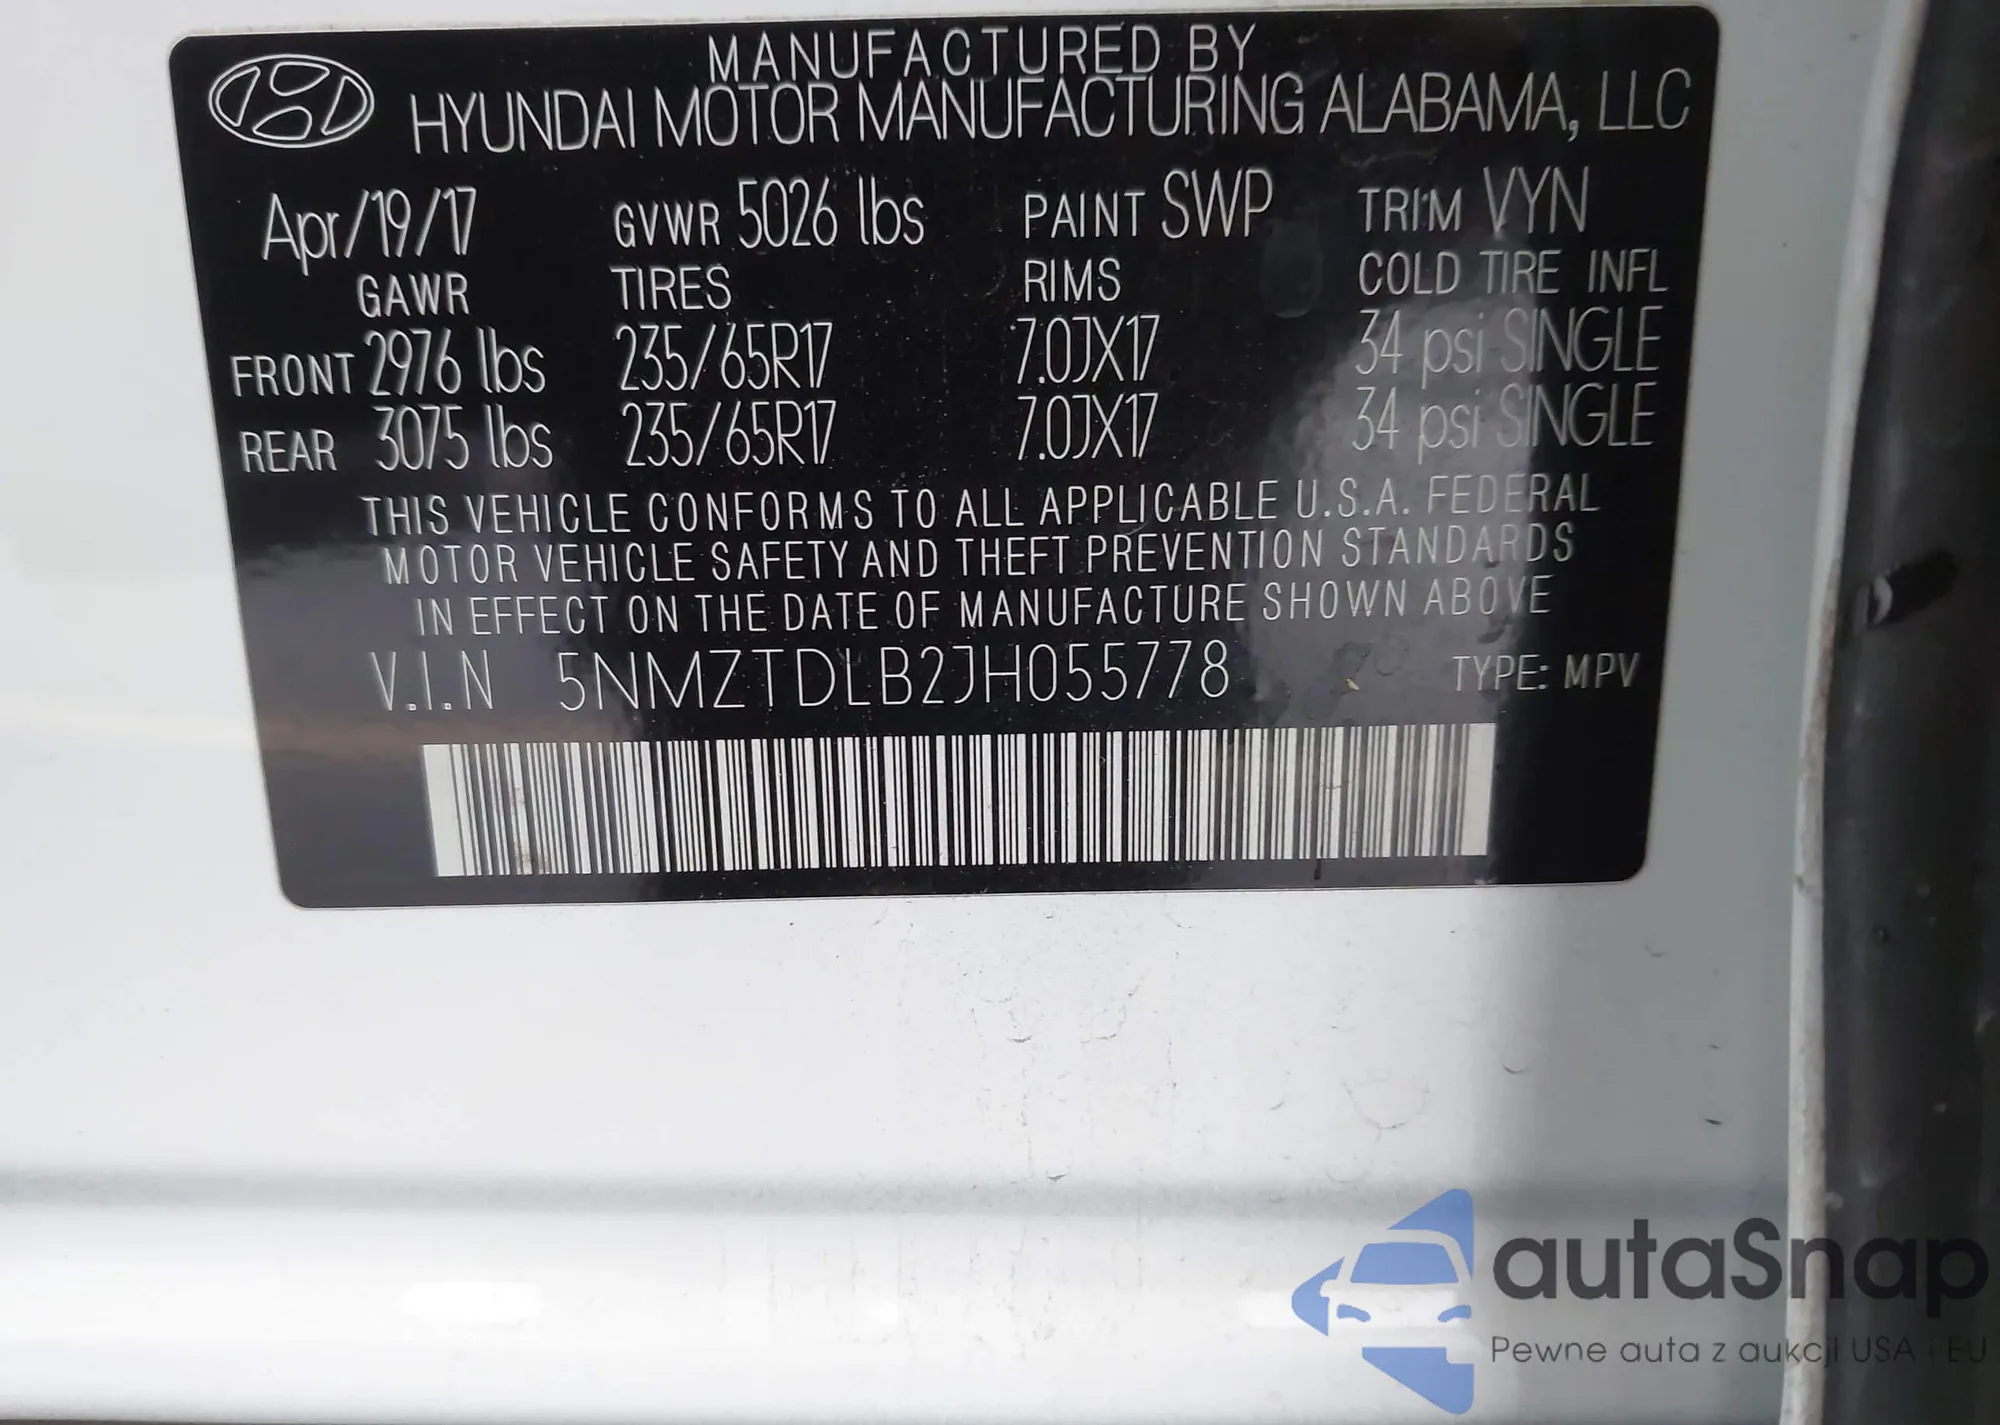 MANUFACTURED BY
HYUNDAI MOTOR MANUFACTURING ALABAMA, LLC
Apr/19/17 GVWR 5026 lbs PAINT SWP TRIM VYN
GAWR TIRES RIMS COLD TIRE INFL
FRONT 2976 lbs 235/65R17 7.0JX17 34 psi SINGLE
REAR 3075 lbs 235/65R17 7.0JX17 34 psi SINGLE
THIS VEHICLE CONFORMS TO ALL APPLICABLE U.S.A. FEDERAL
MOTOR VEHICLE SAFETY AND THEFT PREVENTION STANDARDS
IN EFFECT ON THE DATE OF MANUFACTURE SHOWN ABOVE
V.I.N 5NMZTDLB2JH055778 TYPE: MPV
autaSnap
Pewne auta z aukcji USA i EU